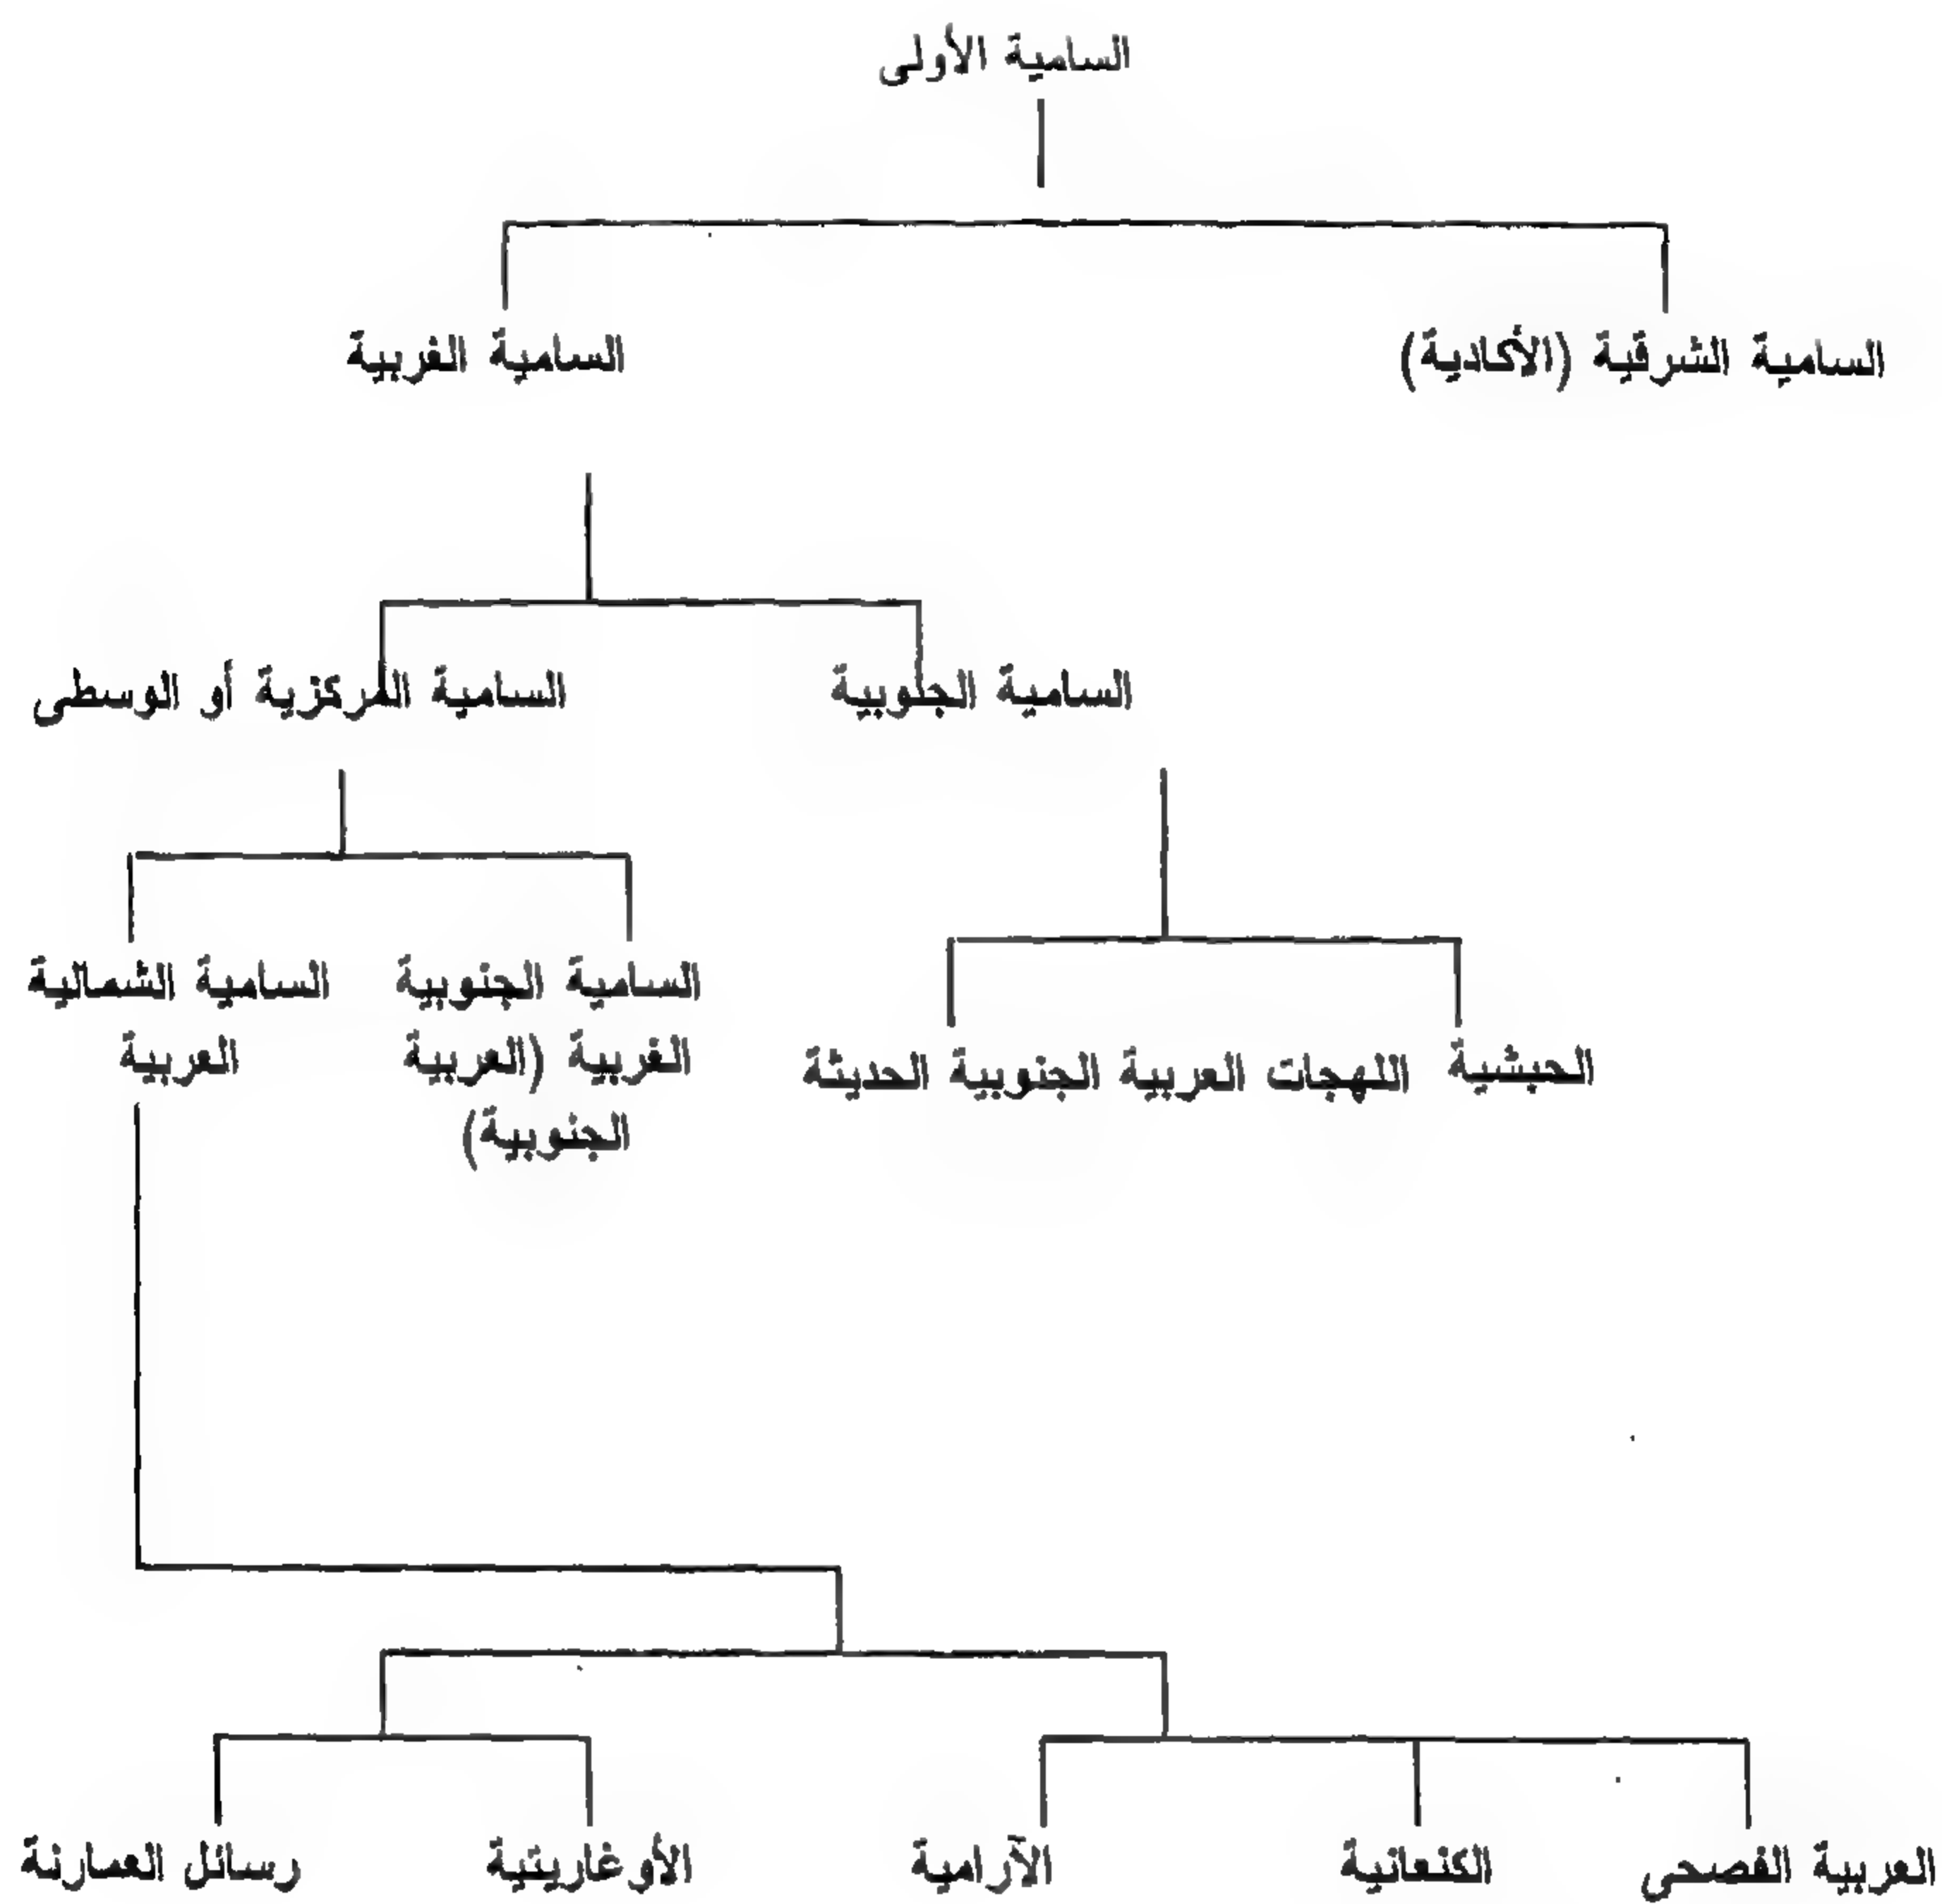 السامية الأولى
السامية الشرقية (الأكادية)
السامية الغربية
السامية الجنوبية
السامية المركزية أو الوسطى
الحبشية
اللهجات العربية الجنوبية الحديثة
السامية الجنوبية
الغربية (العربية
الجنوبية)
السامية الشمالية
العربية
العربية الفصحى
الكنعانية
الآرامية
الأوغاريتية
رسائل العمارنة